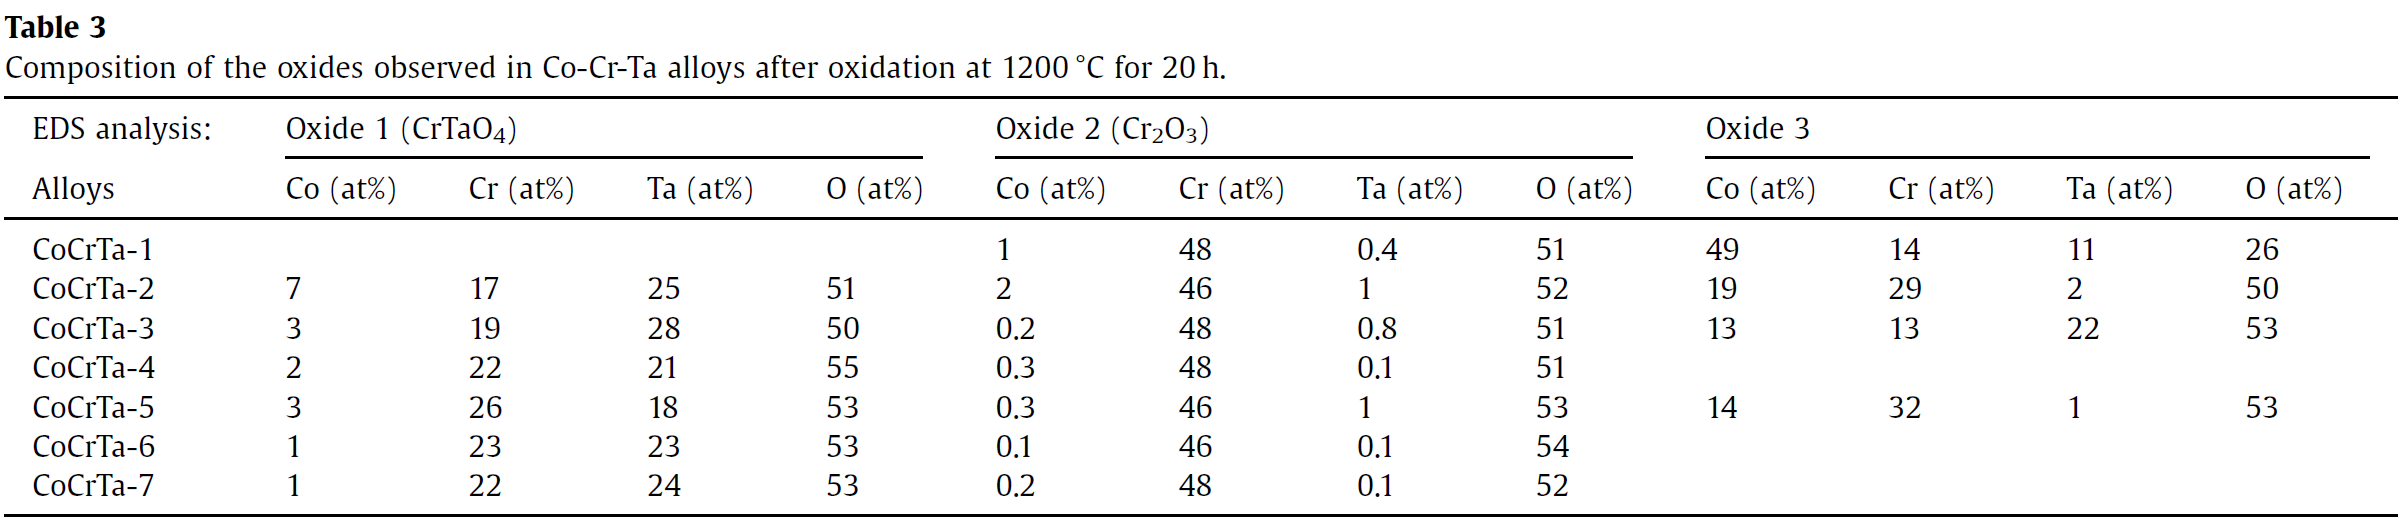 Table 3
Composition of the oxides observed in Co-Cr-Ta alloys after oxidation at 1200 °C for 20 h.
EDS analysis: Oxide 1 (CrTaO4) Oxide 2 (Cr2O3) Oxide 3
Alloys Co (at%) Cr (at%) Ta (at%) O (at%) Co (at%) Cr (at%) Ta (at%) O (at%) Co (at%) Cr (at%) Ta (at%) O (at%)
CoCrTa-1 1 48 0.4 51 49 14 11 26
CoCrTa-2 7 17 25 51 2 46 1 52 19 29 2 50
CoCrTa-3 3 19 28 50 0.2 48 0.8 51 13 13 22 53
CoCrTa-4 2 22 21 55 0.3 48 0.1 51
CoCrTa-5 3 26 18 53 0.3 46 1 53 14 32 1 53
CoCrTa-6 1 23 23 53 0.1 46 0.1 54
CoCrTa-7 1 22 24 53 0.2 48 0.1 52